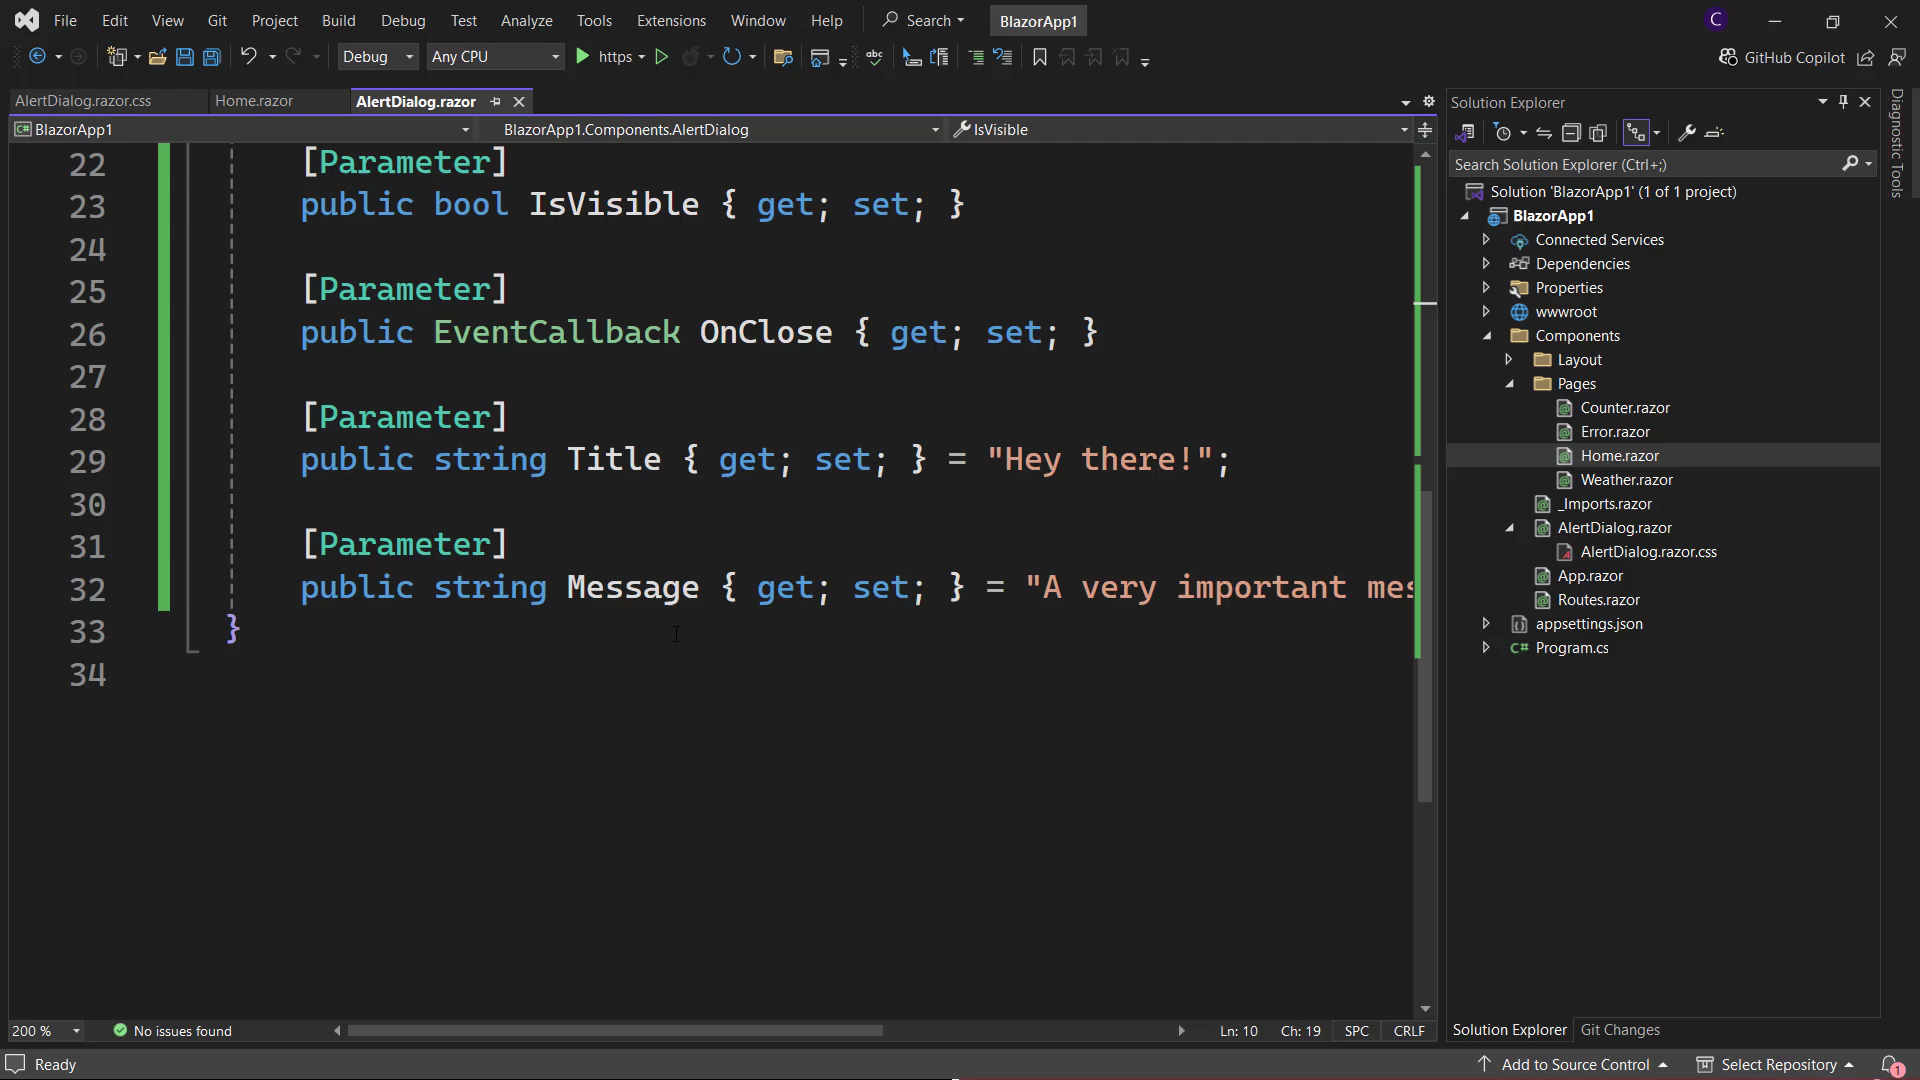 File Edit View Git Project Build Debug Test Analyze Tools Extensions Window Help Search BlazorApp1 C
Debug Any CPU https abc GitHub Copilot
AlertDialog.razor.css Home.razor AlertDialog.razor
C# BlazorApp1 BlazorApp1.Components.AlertDialog IsVisible
22 [Parameter]
23 public bool IsVisible { get; set; }
24
25 [Parameter]
26 public EventCallback OnClose { get; set; }
27
28 [Parameter]
29 public string Title { get; set; } = "Hey there!";
30
31 [Parameter]
32 public string Message { get; set; } = "A very important mes
33 }
34
200 % No issues found Ln: 10 Ch: 19 SPC CRLF
Solution Explorer
Search Solution Explorer (Ctrl+;)
Solution 'BlazorApp1' (1 of 1 project)
BlazorApp1
Connected Services
Dependencies
Properties
wwwroot
Components
Layout
Pages
Counter.razor
Error.razor
Home.razor
Weather.razor
_Imports.razor
AlertDialog.razor
AlertDialog.razor.css
App.razor
Routes.razor
appsettings.json
C# Program.cs
Solution Explorer Git Changes
Diagnostic Tools
Ready Add to Source Control Select Repository 1